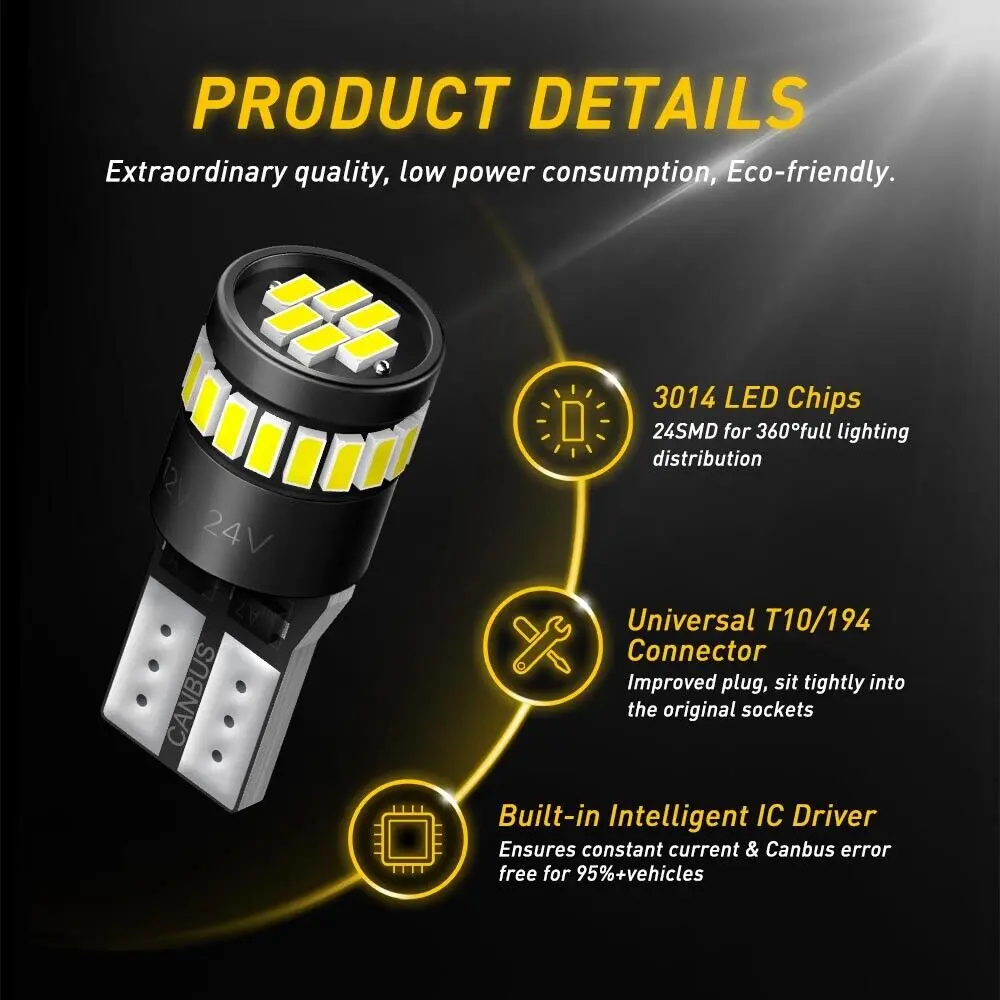 PRODUCT DETAILS
Extraordinary quality, low power consumption, Eco-friendly.
3014 LED Chips
24SMD for 360°full lighting
distribution
12V 24V
Universal T10/194
Connector
Improved plug, sit tightly into
the original sockets
CANBUS
Built-in Intelligent IC Driver
Ensures constant current & Canbus error
free for 95%+vehicles